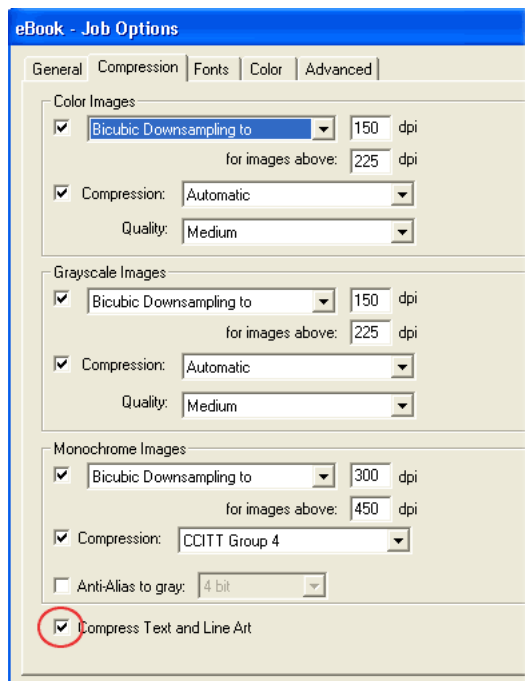 eBook - Job Options
General Compression Fonts Color Advanced
Color Images
Bicubic Downsampling to 150 dpi
for images above: 225 dpi
Compression: Automatic
Quality: Medium
Grayscale Images
Bicubic Downsampling to 150 dpi
for images above: 225 dpi
Compression: Automatic
Quality: Medium
Monochrome Images
Bicubic Downsampling to 300 dpi
for images above: 450 dpi
Compression: CCITT Group 4
Anti-Alias to gray: 4 bit
Compress Text and Line Art